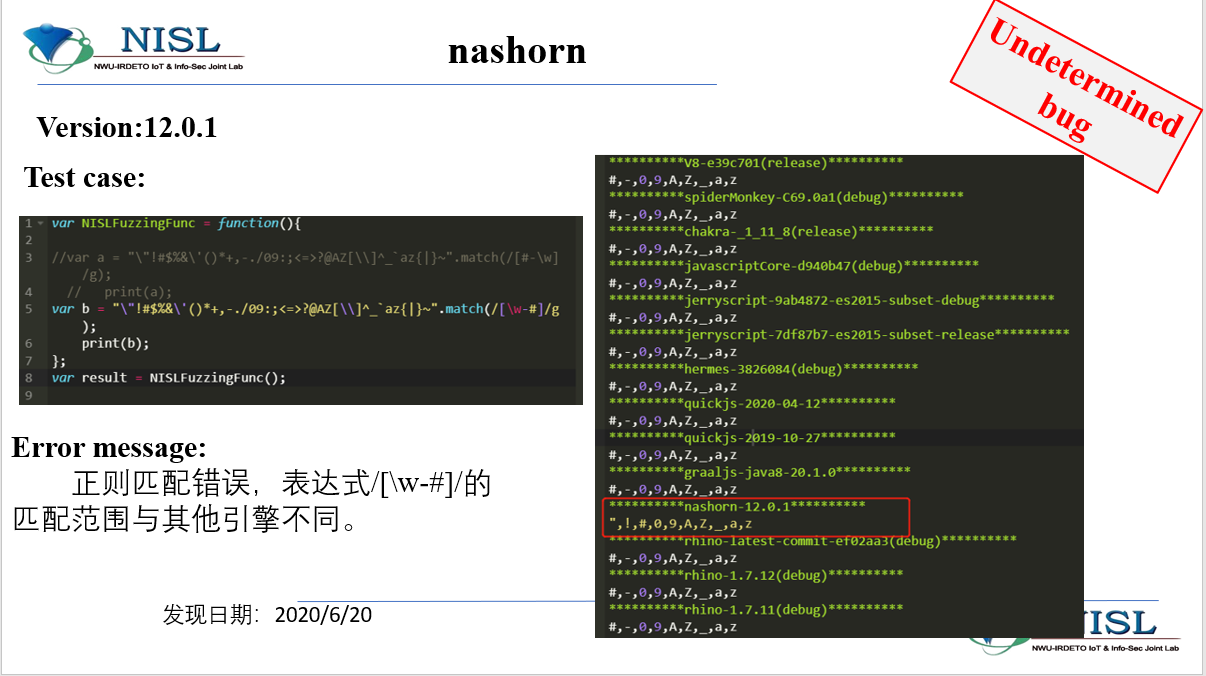 NISL
NWU-IRDETO IoT & Info-Sec Joint Lab
nashorn
Undetermined
bug
Version:12.0.1
Test case:
1 var NISLFuzzingFunc = function(){
2
3 //var a = "\"!#$%&\'()*+,-./09:;<=>?@AZ[\\]^_`az{|}~".match(/[#-\w]
/g);
4 // print(a);
5 var b = "\"!#$%&\'()*+,-./09:;<=>?@AZ[\\]^_`az{|}~".match(/[\w-#]/g
);
6 print(b);
7 };
8 var result = NISLFuzzingFunc();
9
Error message:
正则匹配错误，表达式/[\w-#]/的
匹配范围与其他引擎不同。
发现日期：2020/6/20
**********V8-e39c701(release)**********
#,-,0,9,A,Z,_,a,z
**********spiderMonkey-C69.0a1(debug)**********
#,-,0,9,A,Z,_,a,z
**********chakra-_1_11_8(release)**********
#,-,0,9,A,Z,_,a,z
**********javascriptCore-d940b47(debug)**********
#,-,0,9,A,Z,_,a,z
**********jerryscript-9ab4872-es2015-subset-debug**********
#,-,0,9,A,Z,_,a,z
**********jerryscript-7df87b7-es2015-subset-release**********
#,-,0,9,A,Z,_,a,z
**********hermes-3826084(debug)**********
#,-,0,9,A,Z,_,a,z
**********quickjs-2020-04-12**********
#,-,0,9,A,Z,_,a,z
**********quickjs-2019-10-27**********
#,-,0,9,A,Z,_,a,z
**********graaljs-java8-20.1.0**********
#,-,0,9,A,Z,_,a,z
**********nashorn-12.0.1**********
",!,#,0,9,A,Z,_,a,z
**********rhino-latest-commit-ef02aa3(debug)**********
#,-,0,9,A,Z,_,a,z
**********rhino-1.7.12(debug)**********
#,-,0,9,A,Z,_,a,z
**********rhino-1.7.11(debug)**********
#,-,0,9,A,Z,_,a,z
ISL
NWU-IRDETO IoT & Info-Sec Joint Lab